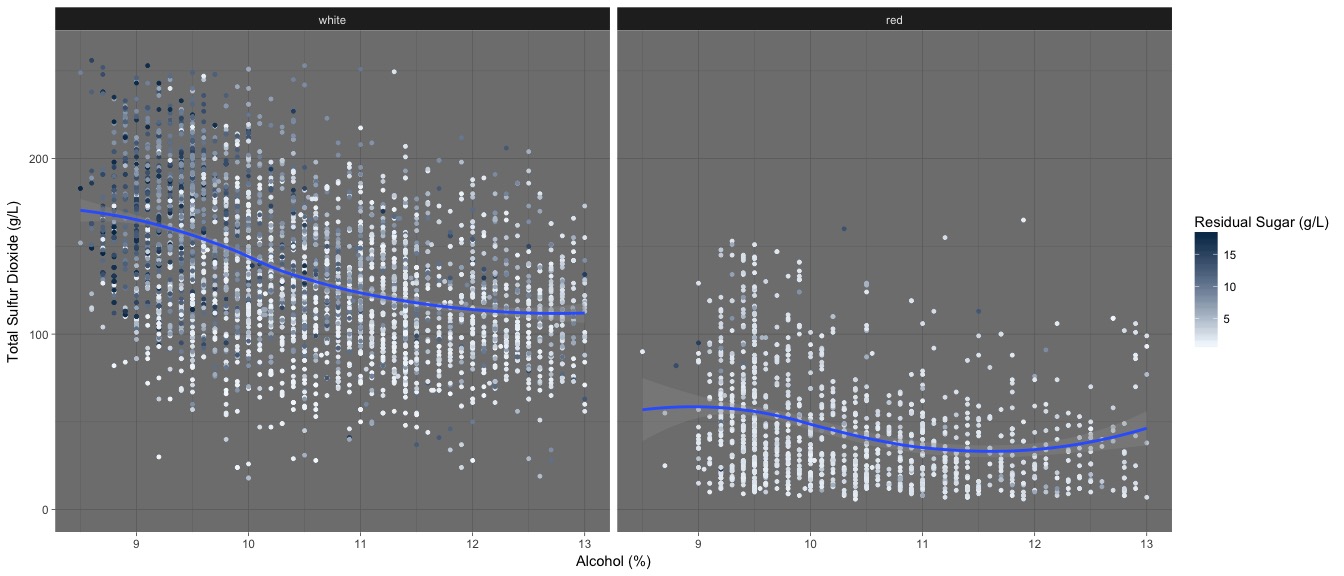 white
red
Total Sulfur Dioxide (g/L)
200
100
0
9 10 11 12 13
9 10 11 12 13
Alcohol (%)
Residual Sugar (g/L)
15
10
5